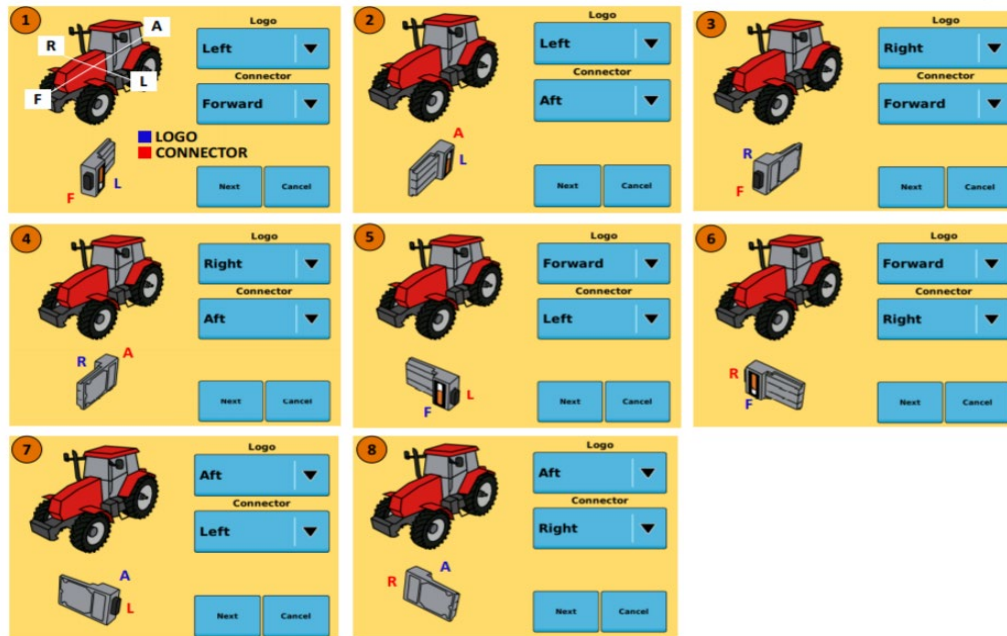 1
A
R
L
F
Logo
Left
Connector
Forward
LOGO
CONNECTOR
F
L
Next
Cancel
2
Logo
Left
Connector
Aft
A
L
Next
Cancel
3
Logo
Right
Connector
Forward
R
F
Next
Cancel
4
Logo
Right
Connector
Aft
R
A
Next
Cancel
5
Logo
Forward
Connector
Left
L
F
Next
Cancel
6
Logo
Forward
Connector
Right
R
F
Next
Cancel
7
Logo
Aft
Connector
Left
A
L
Next
Cancel
8
Logo
Aft
Connector
Right
R
A
Next
Cancel